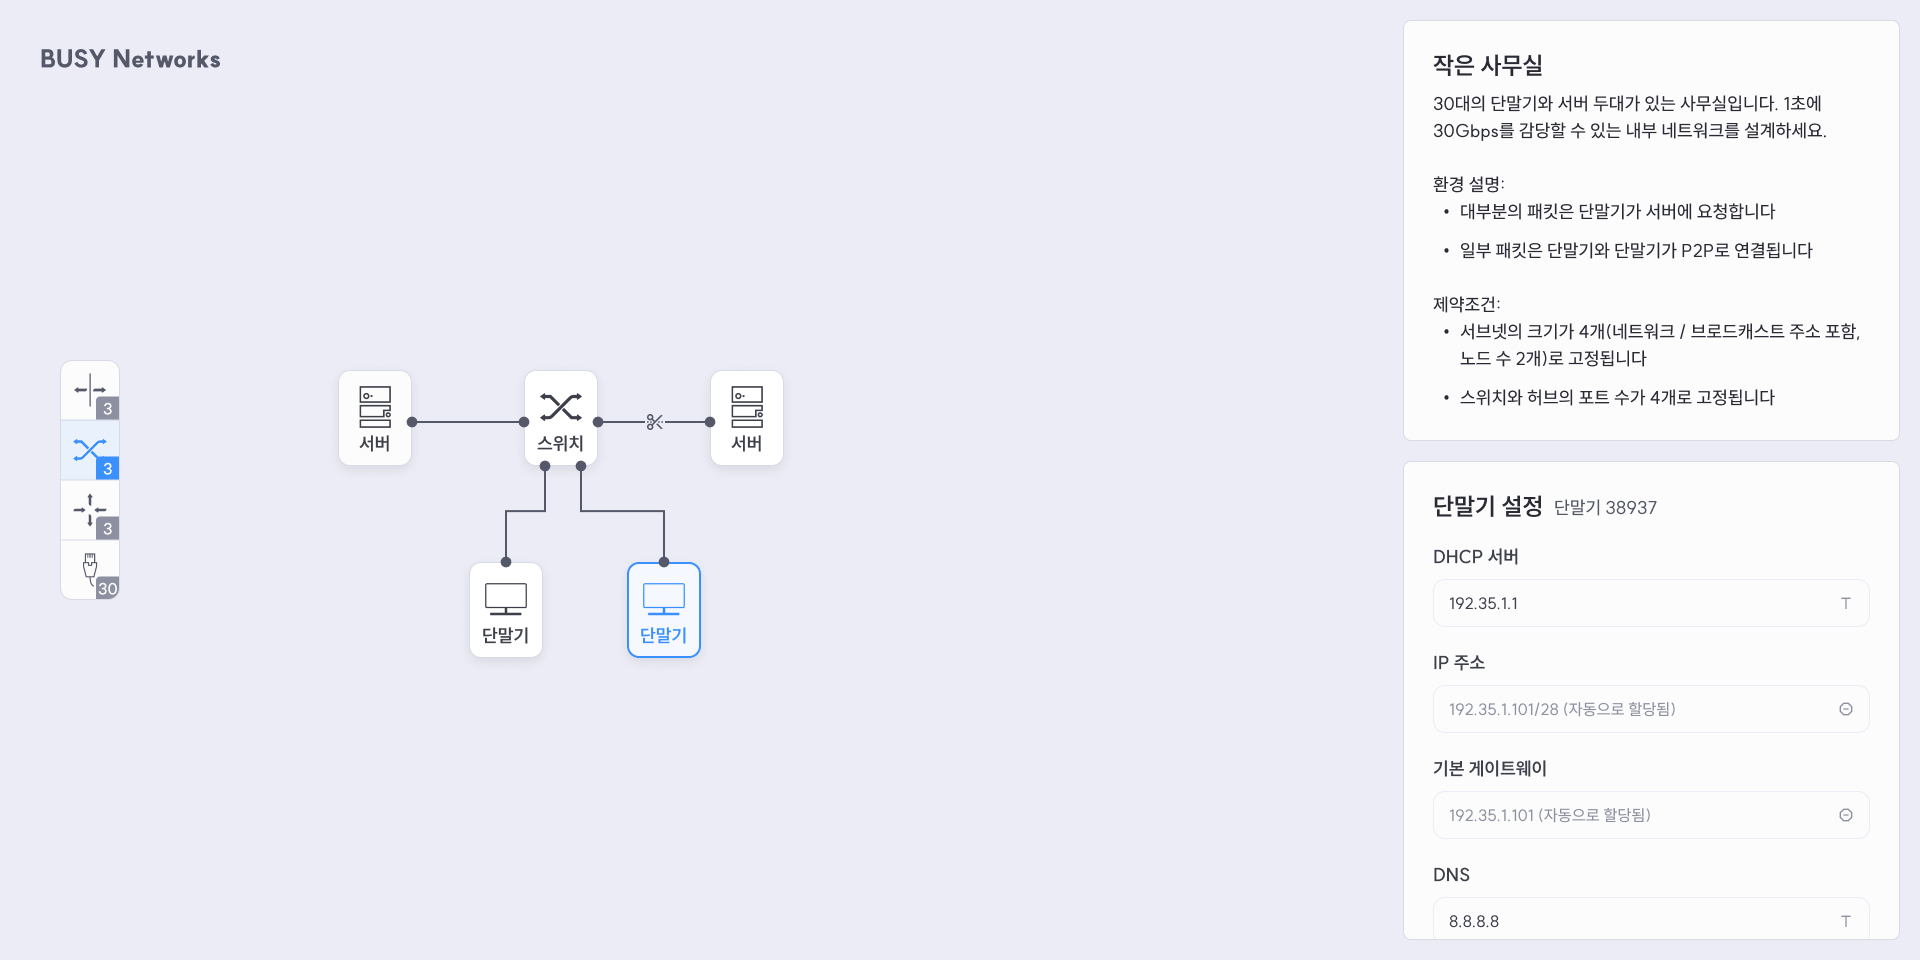 BUSY Networks
3
3
3
30
서버
스위치
서버
단말기
단말기
작은 사무실
30대의 단말기와 서버 두대가 있는 사무실입니다. 1초에
30Gbps를 감당할 수 있는 내부 네트워크를 설계하세요.
환경 설명:
• 대부분의 패킷은 단말기가 서버에 요청합니다
• 일부 패킷은 단말기와 단말기가 P2P로 연결됩니다
제약조건:
• 서브넷의 크기가 4개(네트워크 / 브로드캐스트 주소 포함,
노드 수 2개)로 고정됩니다
• 스위치와 허브의 포트 수가 4개로 고정됩니다
단말기 설정 단말기 38937
DHCP 서버
192.35.1.1
IP 주소
192.35.1.101/28 (자동으로 할당됨)
기본 게이트웨이
192.35.1.101 (자동으로 할당됨)
DNS
8.8.8.8